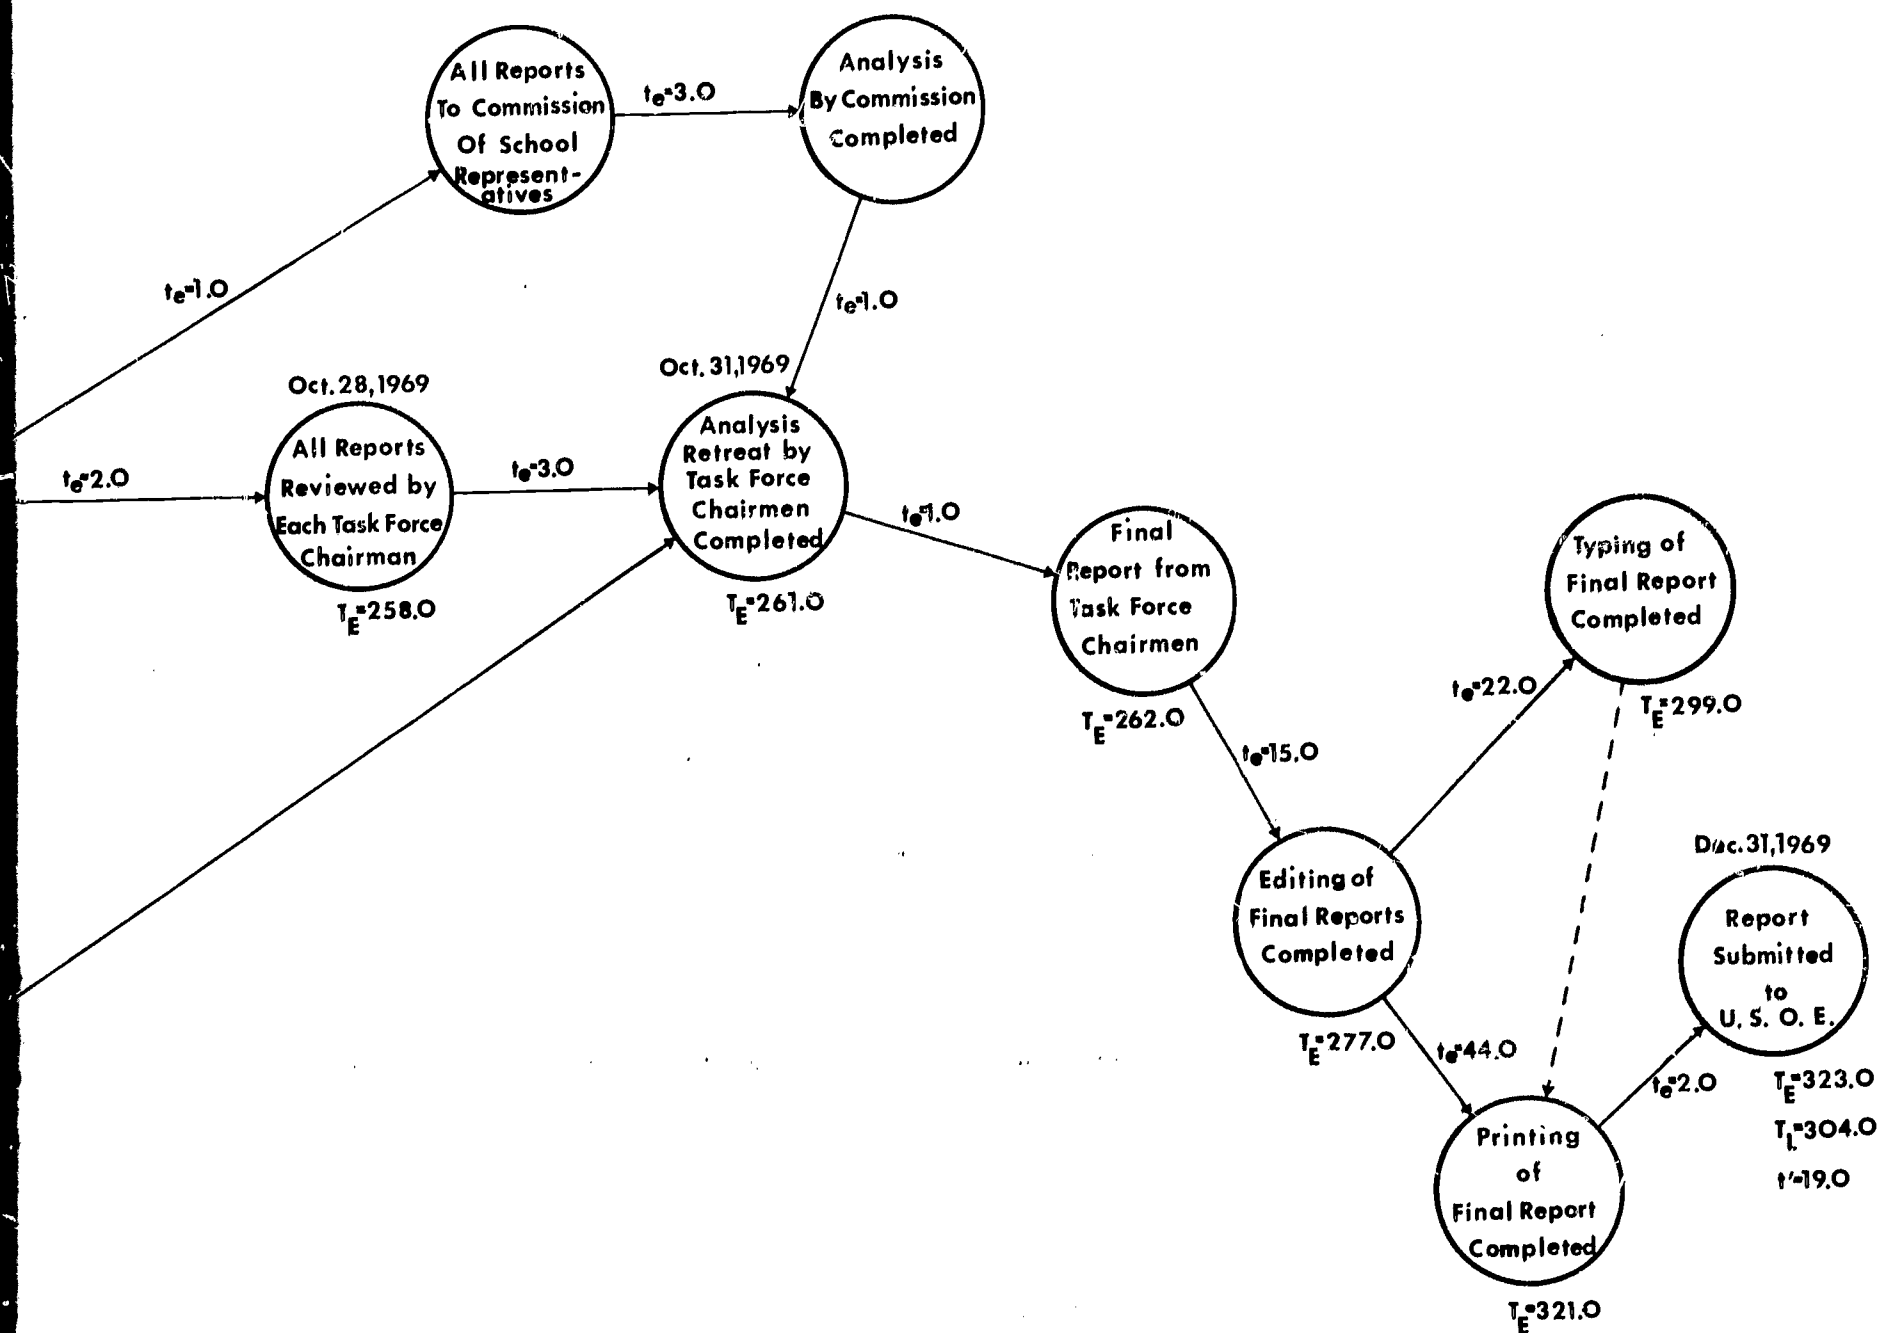 All Reports
To Commission
Of School
Represent-
atives
te=3.0
Analysis
By Commission
Completed
te=1.0
te=1.0
Oct. 28,1969
te=2.0
All Reports
Reviewed by
Each Task Force
Chairman
TE=258.0
te=3.0
Oct. 31,1969
Analysis
Retreat by
Task Force
Chairmen
Completed
TE=261.0
te=1.0
Final
Report from
Task Force
Chairmen
TE=262.0
te=15.0
Editing of
Final Reports
Completed
TE=277.0
te=22.0
Typing of
Final Report
Completed
TE=299.0
te=44.0
Printing
of
Final Report
Completed
TE=321.0
te=2.0
Dec. 31,1969
Report
Submitted
to
U. S. O. E.
TE=323.0
TL=304.0
t'=19.0